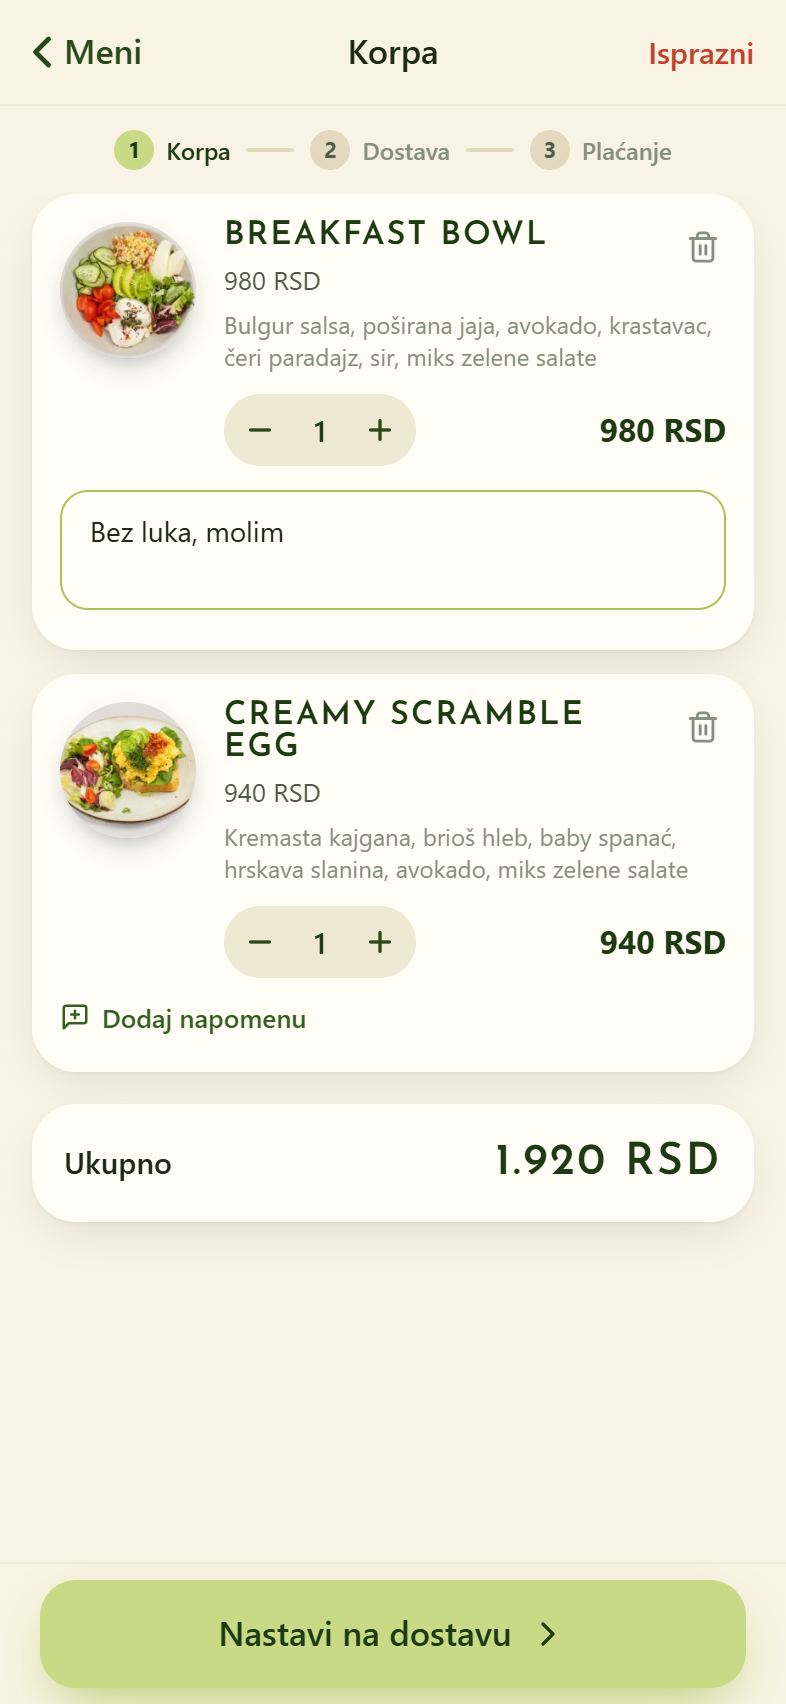 Meni
Korpa
Isprazni
1 Korpa
2 Dostava
3 Plaćanje
BREAKFAST BOWL
980 RSD
Bulgur salsa, poširana jaja, avokado, krastavac,
čeri paradajz, sir, miks zelene salate
1
980 RSD
Bez luka, molim
CREAMY SCRAMBLE
EGG
940 RSD
Kremasta kajgana, brioš hleb, baby spanać,
hrskava slanina, avokado, miks zelene salate
1
940 RSD
Dodaj napomenu
Ukupno
1.920 RSD
Nastavi na dostavu